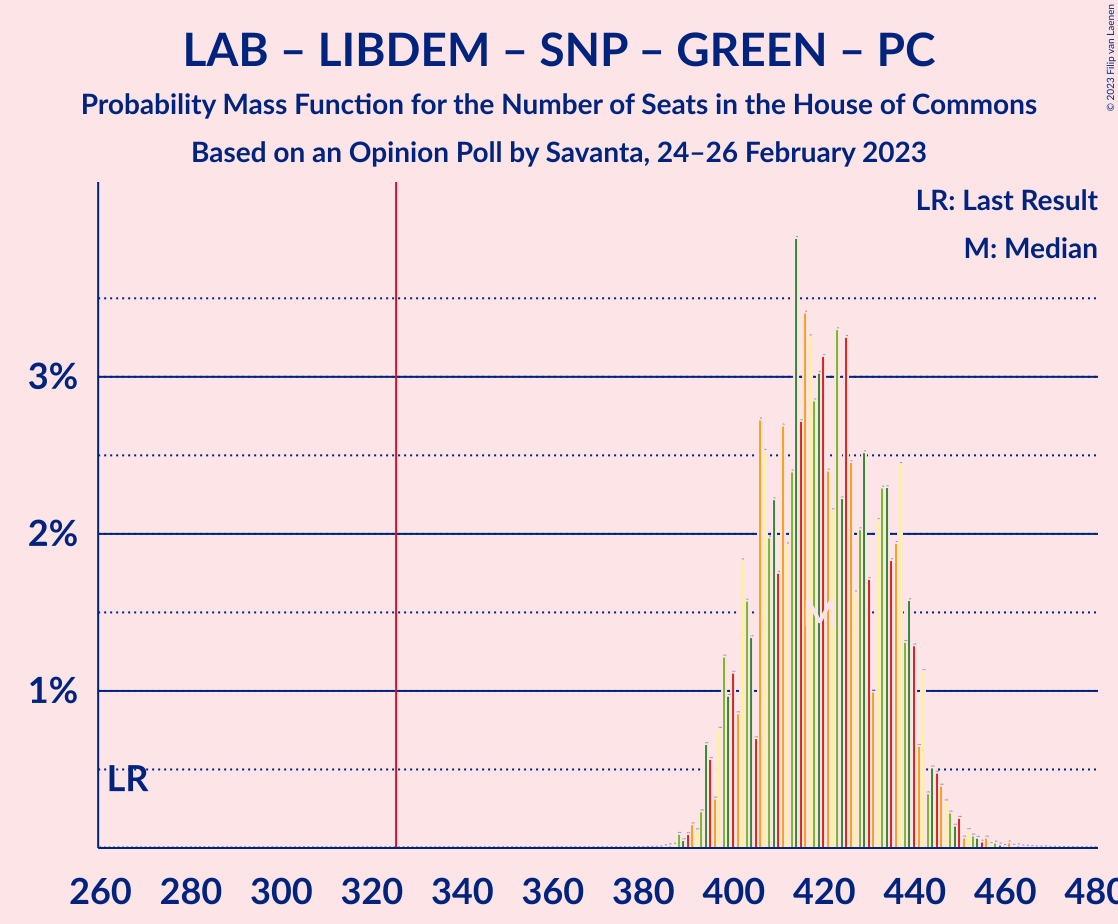 LAB – LIBDEM – SNP – GREEN – PC
Probability Mass Function for the Number of Seats in the House of Commons
Based on an Opinion Poll by Savanta, 24–26 February 2023
© 2023 Filip van Laenen
LR: Last Result
M: Median
3%
2%
1%
M
LR
260 280 300 320 340 360 380 400 420 440 460 480